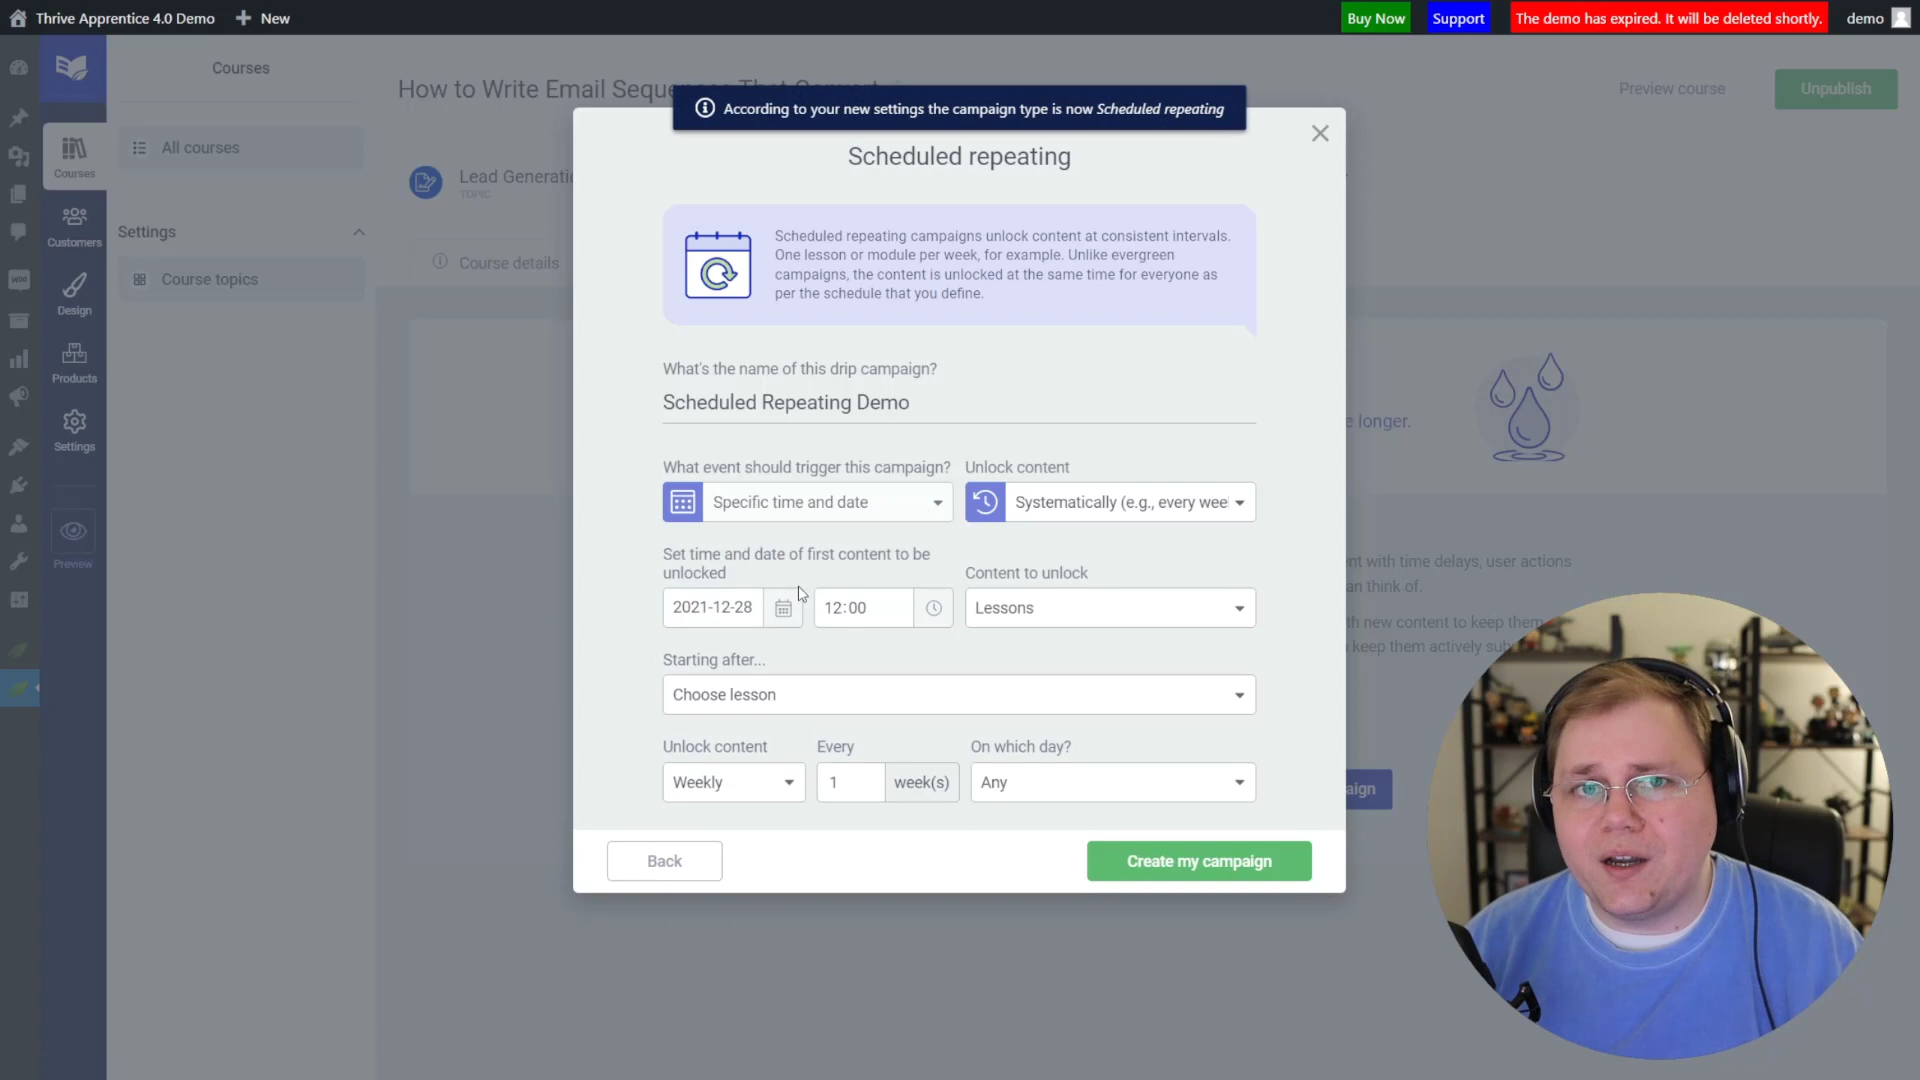 Thrive Apprentice 4.0 Demo
New
Buy Now
Support
The demo has expired. It will be deleted shortly.
demo
Courses
How to Write Email Sequences That Convert
Preview course
Unpublish
According to your new settings the campaign type is now Scheduled repeating
All courses
Courses
Lead Generatio
TOPIC
Scheduled repeating
Scheduled repeating campaigns unlock content at consistent intervals.
One lesson or module per week, for example. Unlike evergreen
campaigns, the content is unlocked at the same time for everyone as
per the schedule that you define.
Settings
Customers
Course details
Course topics
Design
woo
What's the name of this drip campaign?
Scheduled Repeating Demo
Products
e longer.
Settings
What event should trigger this campaign?
Unlock content
Specific time and date
Systematically (e.g., every wee
Preview
Set time and date of first content to be
unlocked
Content to unlock
2021-12-28
12:00
Lessons
nt with time delays, user actions
an think of.
th new content to keep them
keep them actively sub
Starting after...
Choose lesson
Unlock content
Every
On which day?
Weekly
1
week(s)
Any
aign
Back
Create my campaign